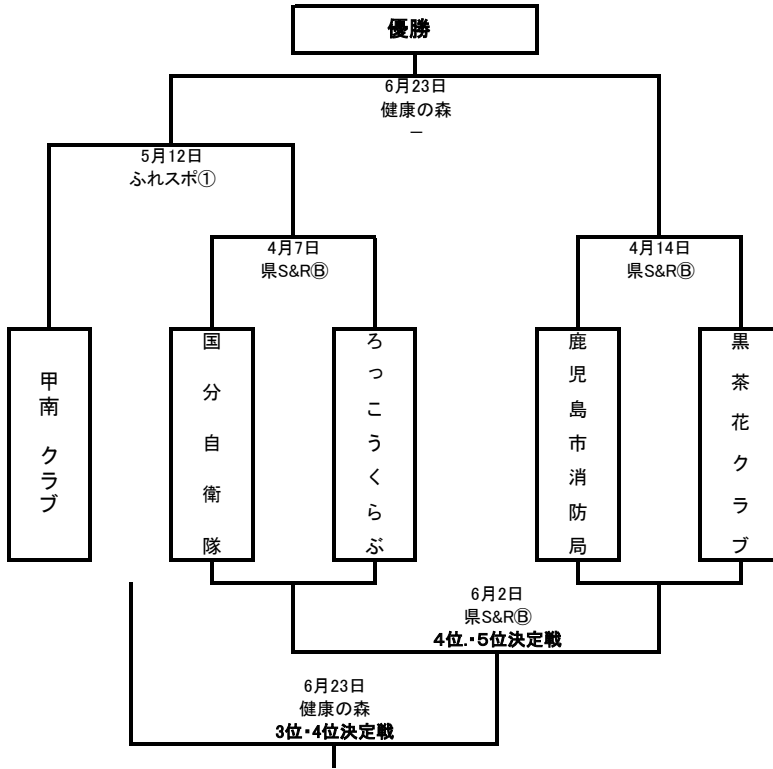 優勝
6月23日
健康の森
－
5月12日
ふれスポ①
4月7日
県S&RⒷ
4月14日
県S&RⒷ
甲南 クラブ
国分自衛隊
ろっこうくらぶ
鹿児島市消防局
黒茶花クラブ
6月2日
県S&RⒷ
4位.・5位決定戦
6月23日
健康の森
3位・4位決定戦